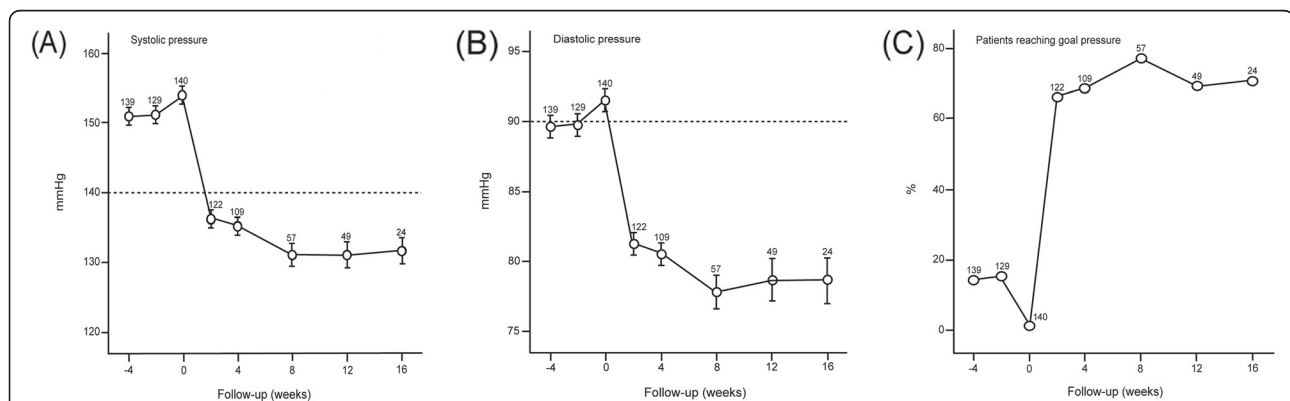 (A) Systolic pressure
160
150
140
130
120
mmHg
139 129 140 122 109 57 49 24
-4 0 4 8 12 16
Follow-up (weeks)
(B) Diastolic pressure
95
90
85
80
75
mmHg
139 129 140 122 109 57 49 24
-4 0 4 8 12 16
Follow-up (weeks)
(C) Patients reaching goal pressure
80
60
40
20
0
%
139 129 140 122 109 57 49 24
-4 0 4 8 12 16
Follow-up (weeks)